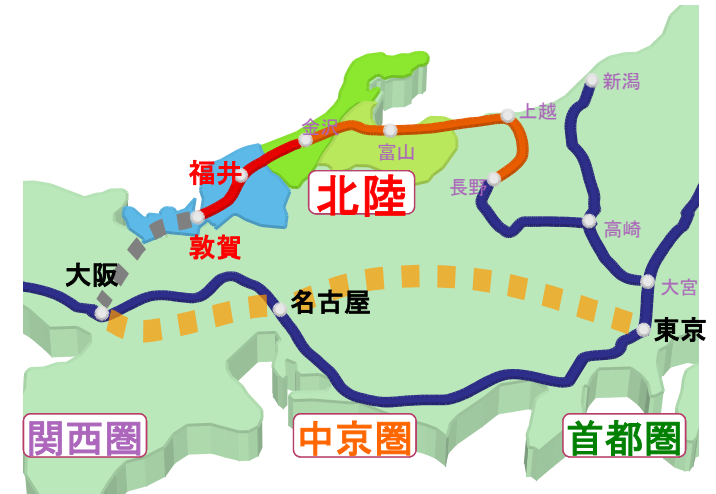 新潟
上越
金沢
富山
福井
長野
北陸
高崎
敦賀
大阪
大宮
名古屋
東京
関西圏
中京圏
首都圏